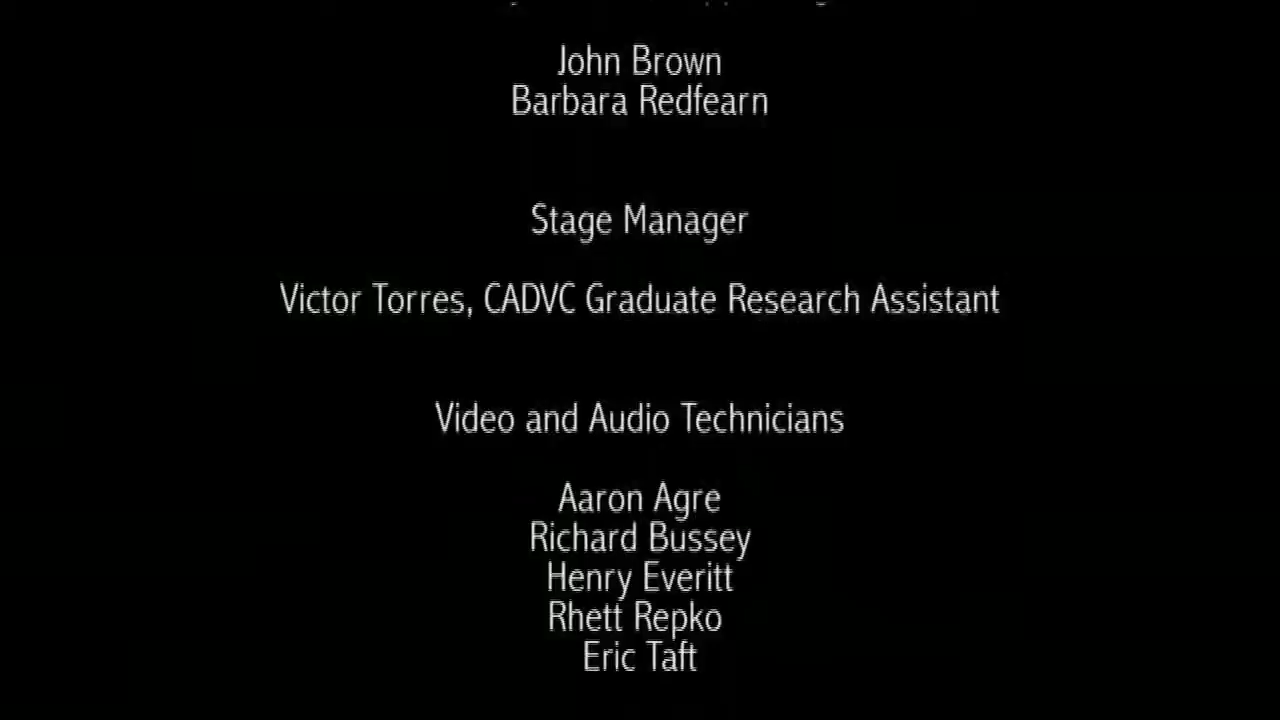 John Brown
Barbara Redfearn
Stage Manager
Victor Torres, CADVC Graduate Research Assistant
Video and Audio Technicians
Aaron Agre
Richard Bussey
Henry Everitt
Rhett Repko
Eric Taft